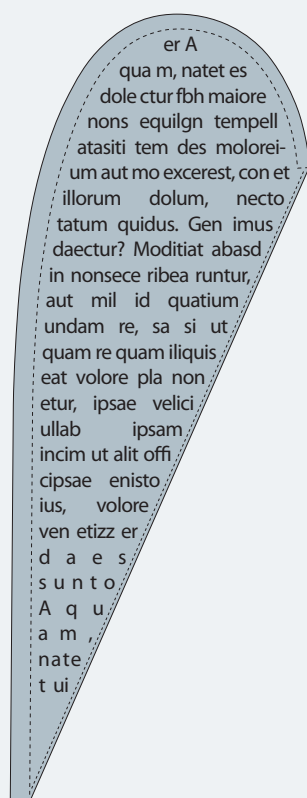 er A
qua m, natet es
dole ctur fbh maiore
nons equilgn tempell
atasiti tem des molorei-
um aut mo excerest, con et
illorum dolum, necto
tatum quidus. Gen imus
daectur? Moditiat abasd
in nonsece ribea runtur,
aut mil id quatium
undam re, sa si ut
quam re quam iliquis
eat volore pla non
etur, ipsae velici
ullab ipsam
incim ut alit offi
cipsae enisto
ius, volore
ven etizz er
d a e s
s u n t o
A q u
a m ,
nate
t ui